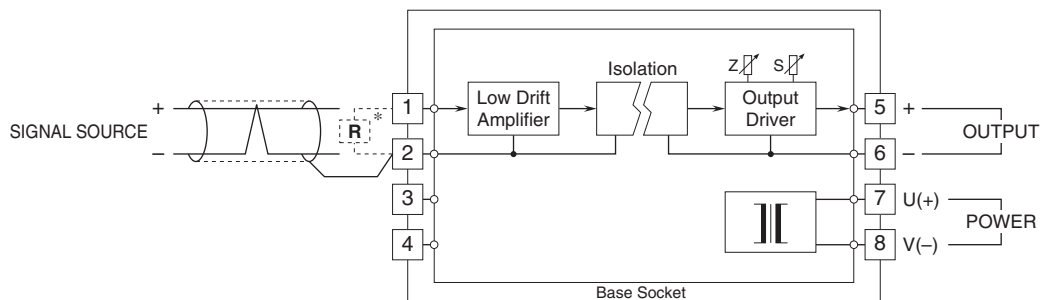 Base Socket
Isolation
Z
S
Low Drift
Amplifier
Output
Driver
SIGNAL SOURCE
+
–
R
*
1
2
3
4
5
6
7
8
+
–
OUTPUT
U(+)
V(–)
POWER